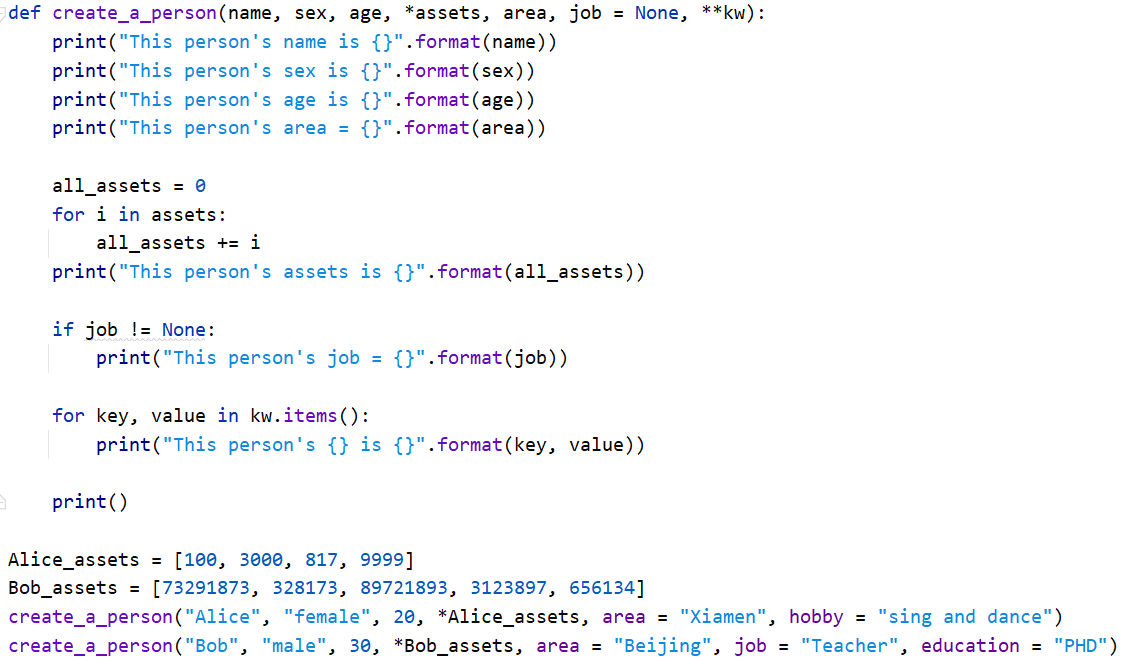 def create_a_person(name, sex, age, *assets, area, job = None, **kw):
    print("This person's name is {}".format(name))
    print("This person's sex is {}".format(sex))
    print("This person's age is {}".format(age))
    print("This person's area = {}".format(area))
    all_assets = 0
    for i in assets:
        all_assets += i
    print("This person's assets is {}".format(all_assets))
    if job != None:
        print("This person's job = {}".format(job))
    for key, value in kw.items():
        print("This person's {} is {}".format(key, value))
    print()
Alice_assets = [100, 3000, 817, 9999]
Bob_assets = [73291873, 328173, 89721893, 3123897, 656134]
create_a_person("Alice", "female", 20, *Alice_assets, area = "Xiamen", hobby = "sing and dance")
create_a_person("Bob", "male", 30, *Bob_assets, area = "Beijing", job = "Teacher", education = "PHD")